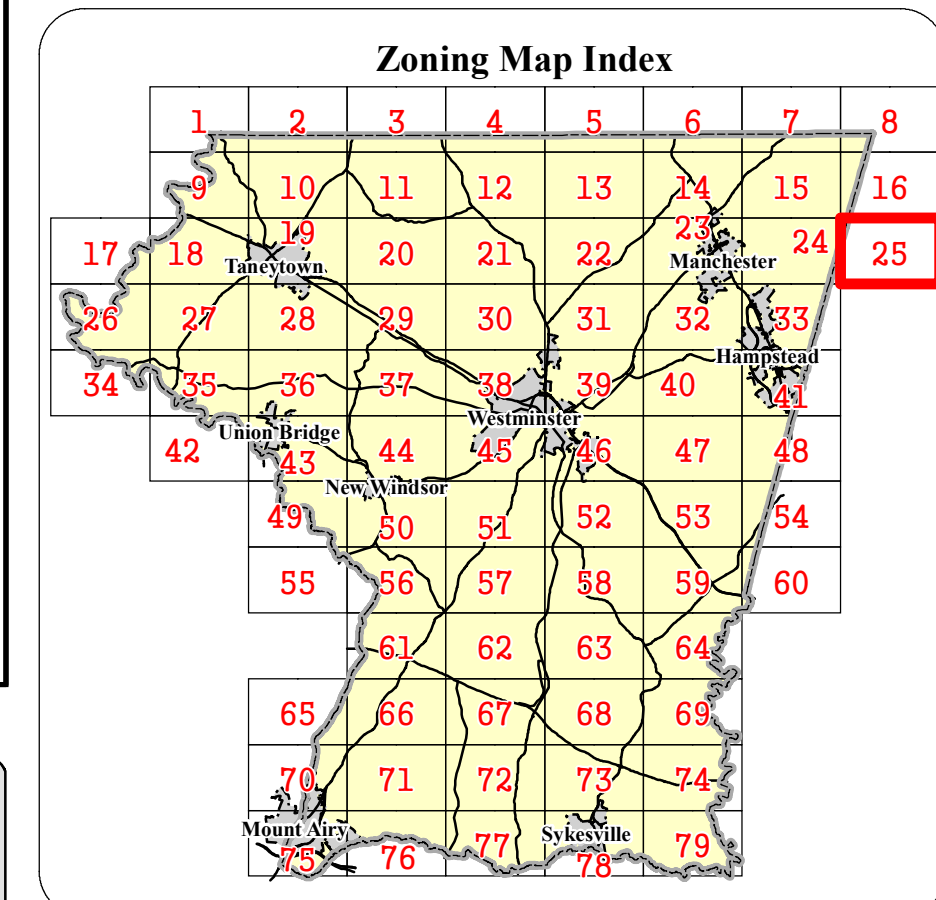 Zoning Map Index
1 2 3 4 5 6 7 8
9 10 11 12 13 14 15 16
17 18 19 20 21 22 23 24 25
Taneytown
Manchester
26 27 28 29 30 31 32 33
Hampstead
34 35 36 37 38 39 40 41
Westminster
Union Bridge
42 43 44 45 46 47 48
New Windsor
49 50 51 52 53 54
55 56 57 58 59 60
61 62 63 64
65 66 67 68 69
70 71 72 73 74
Mount Airy
Sykesville
75 76 77 78 79